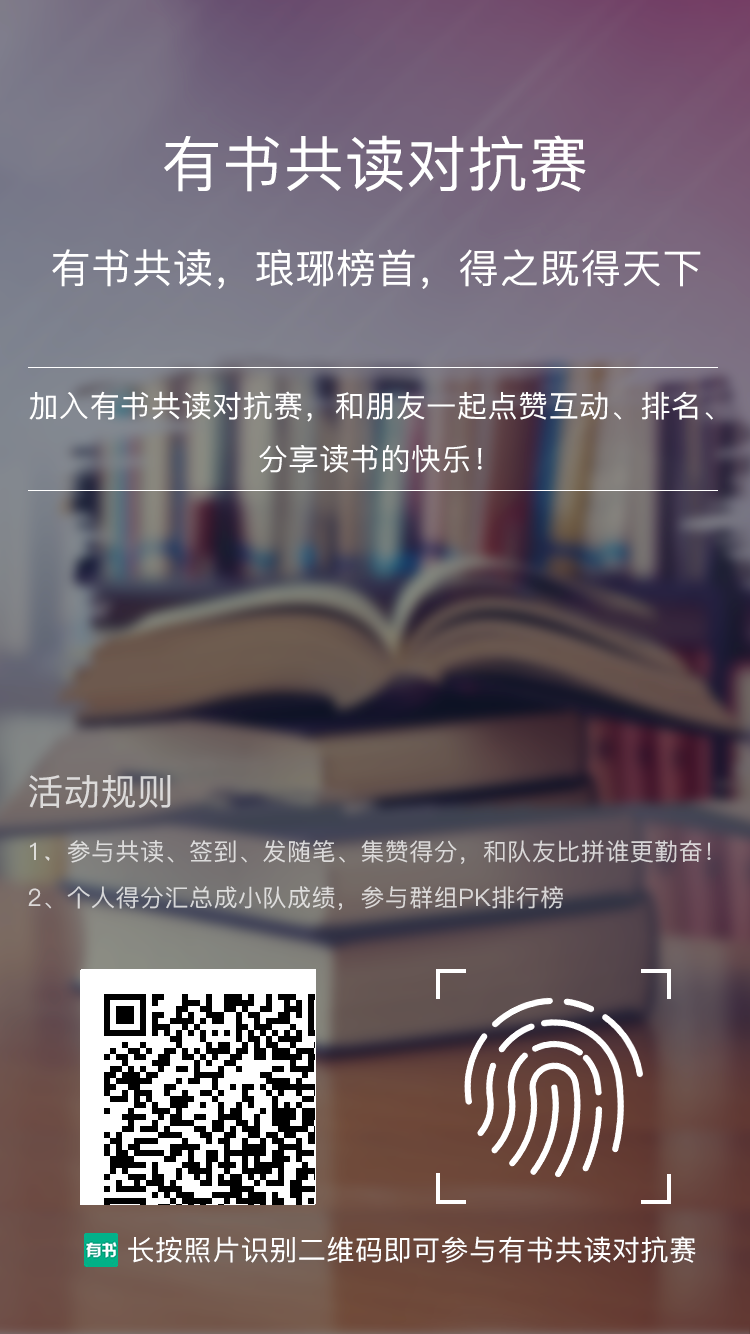 有书共读对抗赛
有书共读，琅琊榜首，得之既得天下
加入有书共读对抗赛，和朋友一起点赞互动、排名、
分享读书的快乐！
活动规则
1、参与共读、签到、发随笔、集赞得分，和队友比拼谁更勤奋！
2、个人得分汇总成小队成绩，参与群组PK排行榜
有书 长按照片识别二维码即可参与有书共读对抗赛